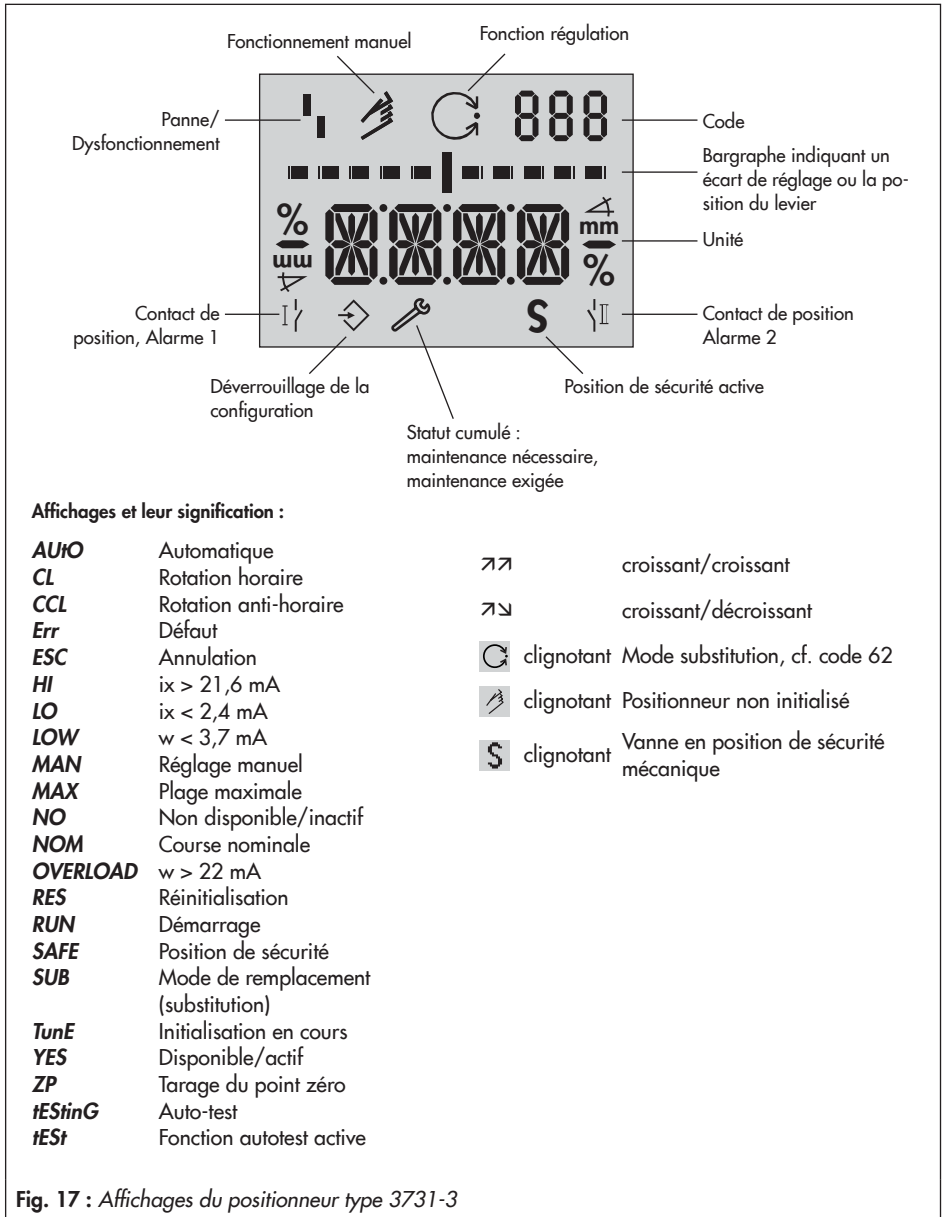 Fonctionnement manuel
Fonction régulation
Panne/
Dysfonctionnement
888
Code
Bargraphe indiquant un
écart de réglage ou la po-
sition du levier
%
mm
mm
%
Unité
Contact de
position, Alarme 1
I
S
II
Contact de position
Alarme 2
Déverrouillage de la
configuration
Position de sécurité active
Statut cumulé :
maintenance nécessaire,
maintenance exigée
Affichages et leur signification :
AUtO Automatique
CL Rotation horaire
CCL Rotation anti-horaire
Err Défaut
ESC Annulation
HI ix > 21,6 mA
LO ix < 2,4 mA
LOW w < 3,7 mA
MAN Réglage manuel
MAX Plage maximale
NO Non disponible/inactif
NOM Course nominale
OVERLOAD w > 22 mA
RES Réinitialisation
RUN Démarrage
SAFE Position de sécurité
SUB Mode de remplacement
(substitution)
TunE Initialisation en cours
YES Disponible/actif
ZP Tarage du point zéro
tEStinG Auto-test
tESt Fonction autotest active
↗↗ croissant/croissant
↗↘ croissant/décroissant
clignotant Mode substitution, cf. code 62
clignotant Positionneur non initialisé
S clignotant Vanne en position de sécurité
mécanique
Fig. 17 : Affichages du positionneur type 3731-3